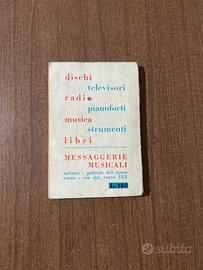 dischi
televisori
radio
pianoforti
musica
strumenti
libri
MESSAGGERIE
MUSICALI
milano - galleria del corso
roma - via del corso 123
L. 150
subito